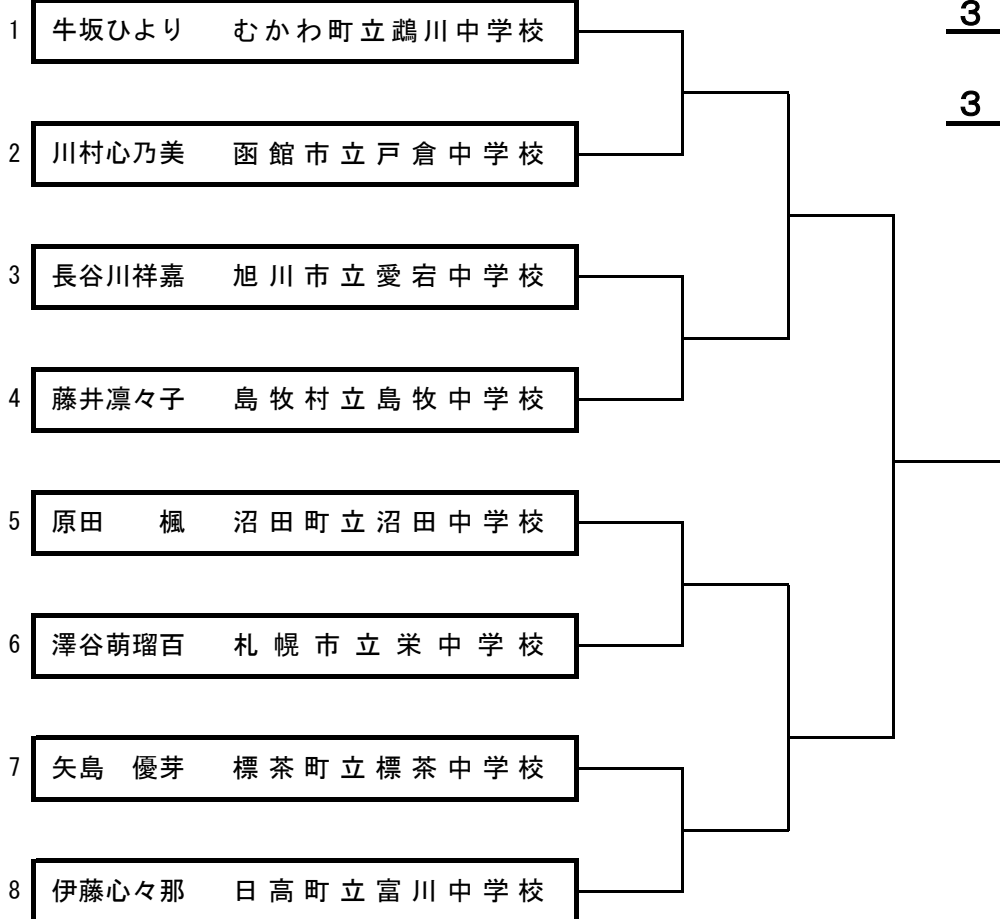 1 牛坂ひより むかわ町立鵡川中学校
3
3
2 川村心乃美 函館市立戸倉中学校
3 長谷川祥嘉 旭川市立愛宕中学校
4 藤井凛々子 島牧村立島牧中学校
5 原田 楓 沼田町立沼田中学校
6 澤谷萌瑠百 札幌市立栄中学校
7 矢島 優芽 標茶町立標茶中学校
8 伊藤心々那 日高町立富川中学校